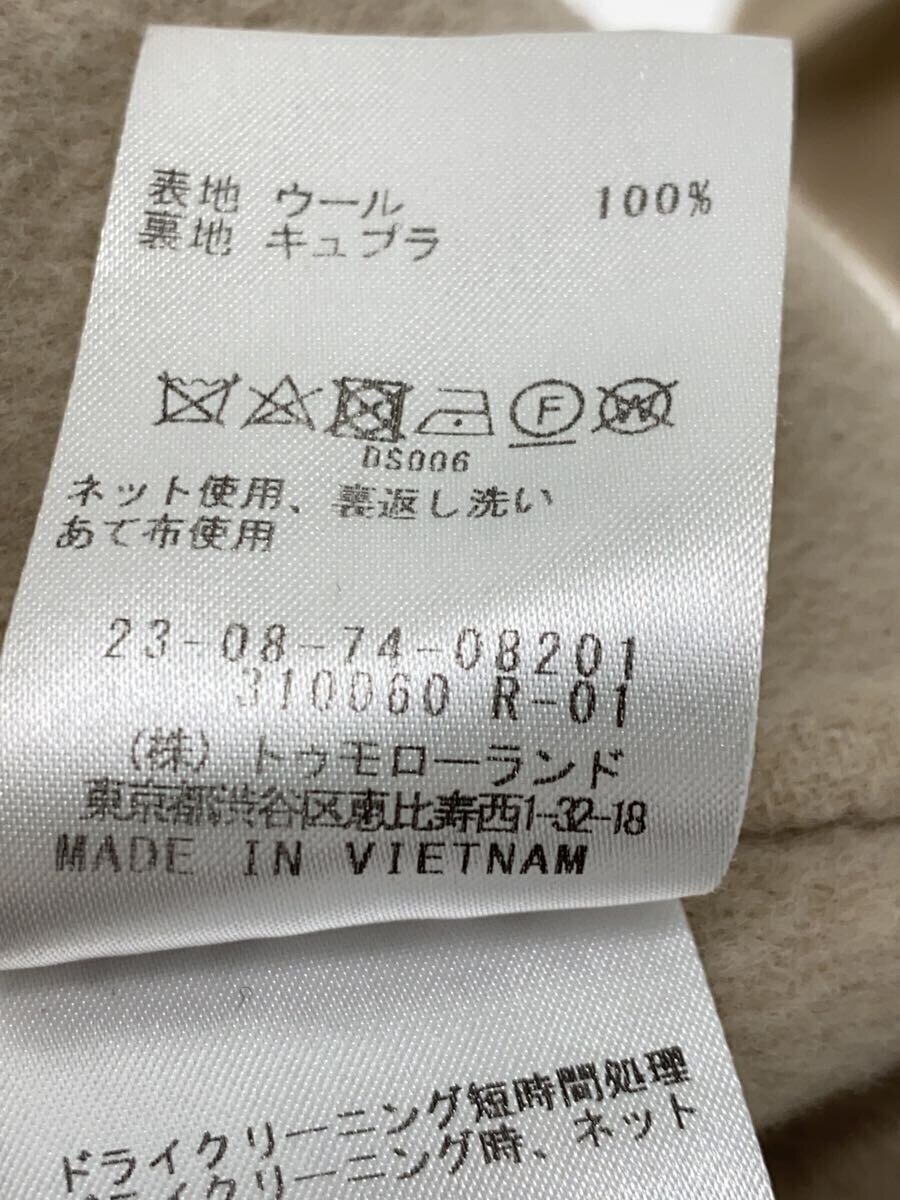 表地 ウール 100%
裏地 キュプラ
F W
DS006
ネット使用、裏返し洗い
あて布使用
23-08-74-08201
310060 R-01
(株)トゥモローランド
東京都渋谷区恵比寿西1-32-18
MADE IN VIETNAM
ドライクリーニング短時間処理
ドライクリーニング時、ネット